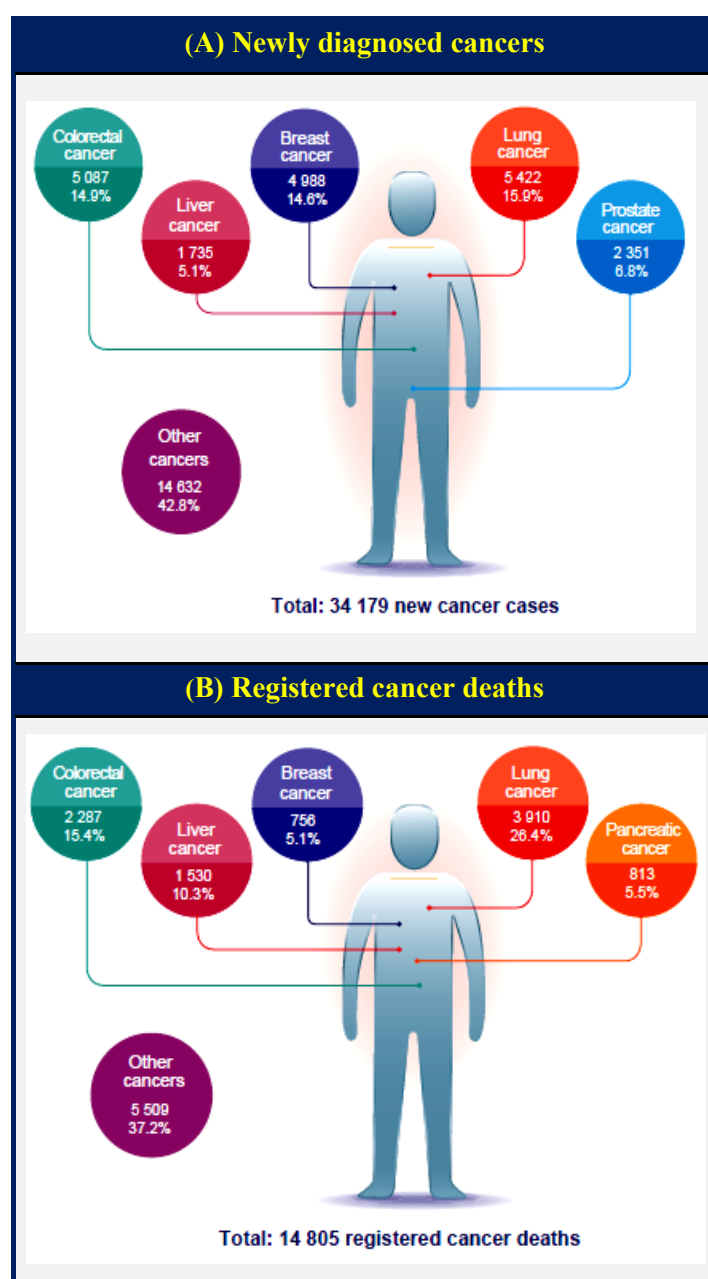 (A) Newly diagnosed cancers
Colorectal
cancer
5 087
14.9%
Liver
cancer
1 735
5.1%
Breast
cancer
4 988
14.6%
Lung
cancer
5 422
15.9%
Prostate
cancer
2 351
6.8%
Other
cancers
14 632
42.8%
Total: 34 179 new cancer cases
(B) Registered cancer deaths
Colorectal
cancer
2 287
15.4%
Liver
cancer
1 530
10.3%
Breast
cancer
756
5.1%
Lung
cancer
3 910
26.4%
Pancreatic
cancer
813
5.5%
Other
cancers
5 509
37.2%
Total: 14 805 registered cancer deaths